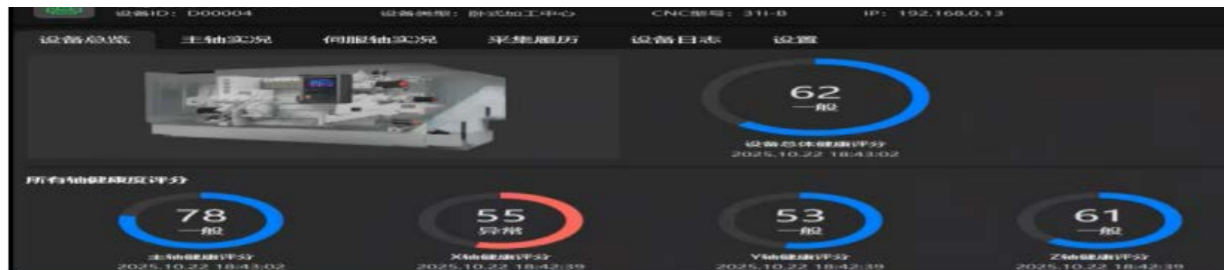 设备ID: D00004 设备类型: 卧式加工中心 CNC型号: 31i-B IP: 192.168.0.13
设备总览 主轴实况 伺服轴实况 采集履历 设备日志 设置
62
一般
设备总体健康评分
2025.10.22 18:43:02
所有轴健康度评分
78 55 53 61
一般 异常 一般 一般
主轴健康评分 X轴健康评分 Y轴健康评分 Z轴健康评分
2025.10.22 18:43:02 2025.10.22 18:42:39 2025.10.22 18:42:39 2025.10.22 18:42:39